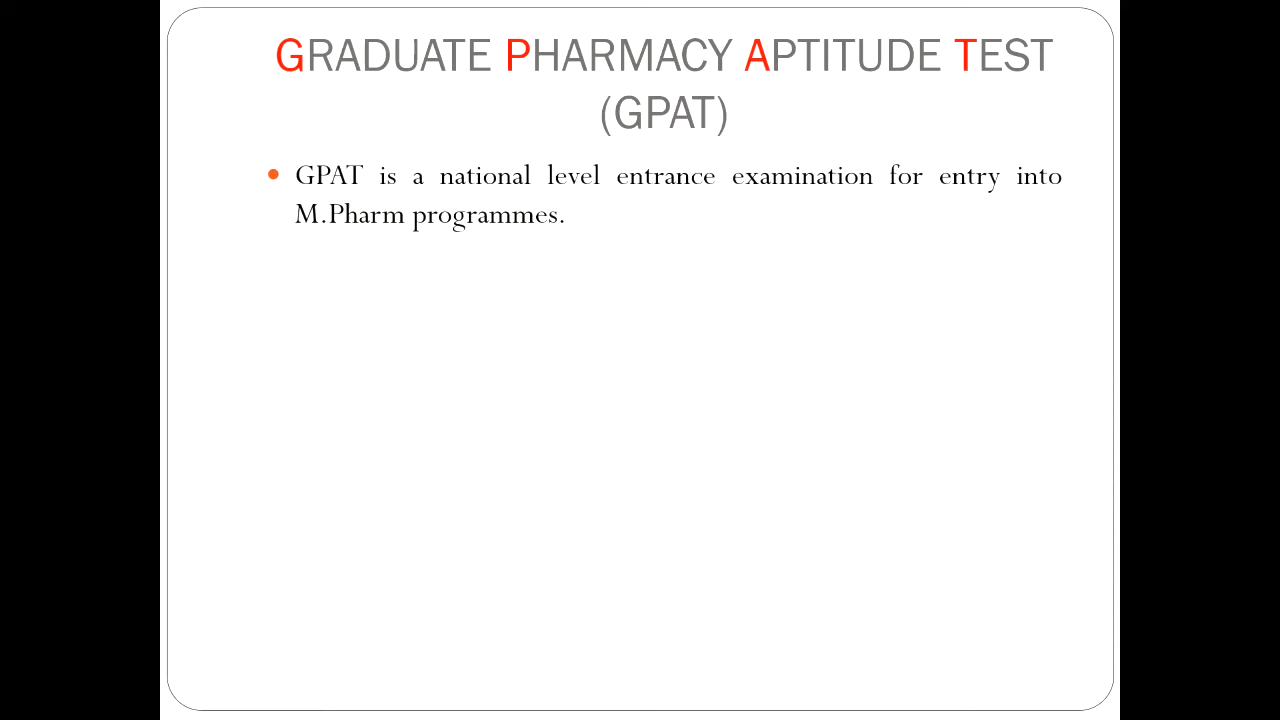 GRADUATE PHARMACY APTITUDE TEST
(GPAT)
• GPAT is a national level entrance examination for entry into
M.Pharm programmes.